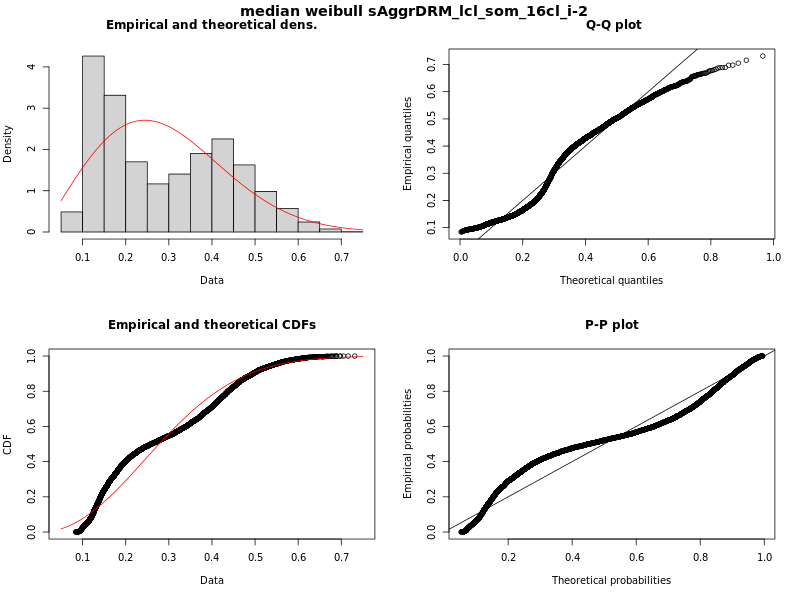 median weibull sAggrDRM_lcl_som_16cl_i-2
Empirical and theoretical dens.
Density
0
1
2
3
4
0.1 0.2 0.3 0.4 0.5 0.6 0.7
Data
Q-Q plot
Empirical quantiles
0.1 0.2 0.3 0.4 0.5 0.6 0.7
0.0 0.2 0.4 0.6 0.8 1.0
Theoretical quantiles
Empirical and theoretical CDFs
CDF
0.0 0.2 0.4 0.6 0.8 1.0
0.1 0.2 0.3 0.4 0.5 0.6 0.7
Data
P-P plot
Empirical probabilities
0.0 0.2 0.4 0.6 0.8 1.0
0.2 0.4 0.6 0.8 1.0
Theoretical probabilities